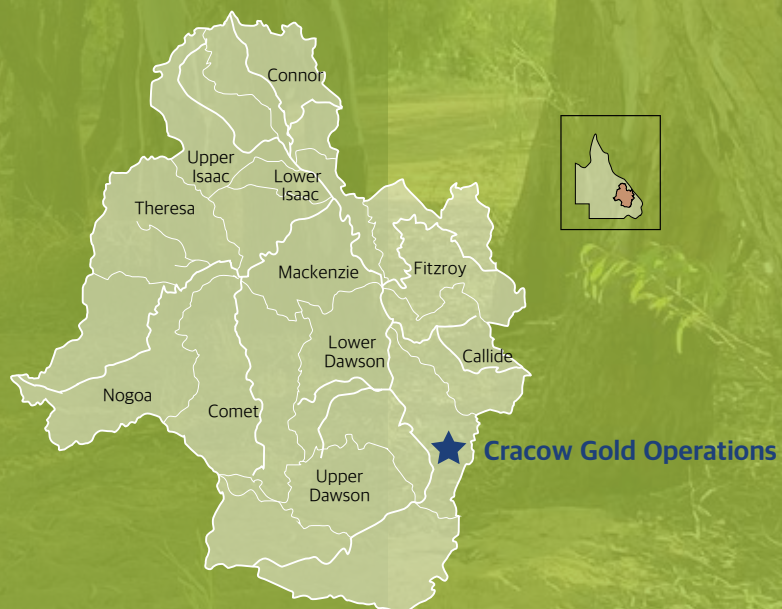 Connor
Upper
Isaac
Lower
Isaac
Theresa
Mackenzie
Fitzroy
Lower
Dawson
Callide
Nogoa
Comet
Cracow Gold Operations
Upper
Dawson